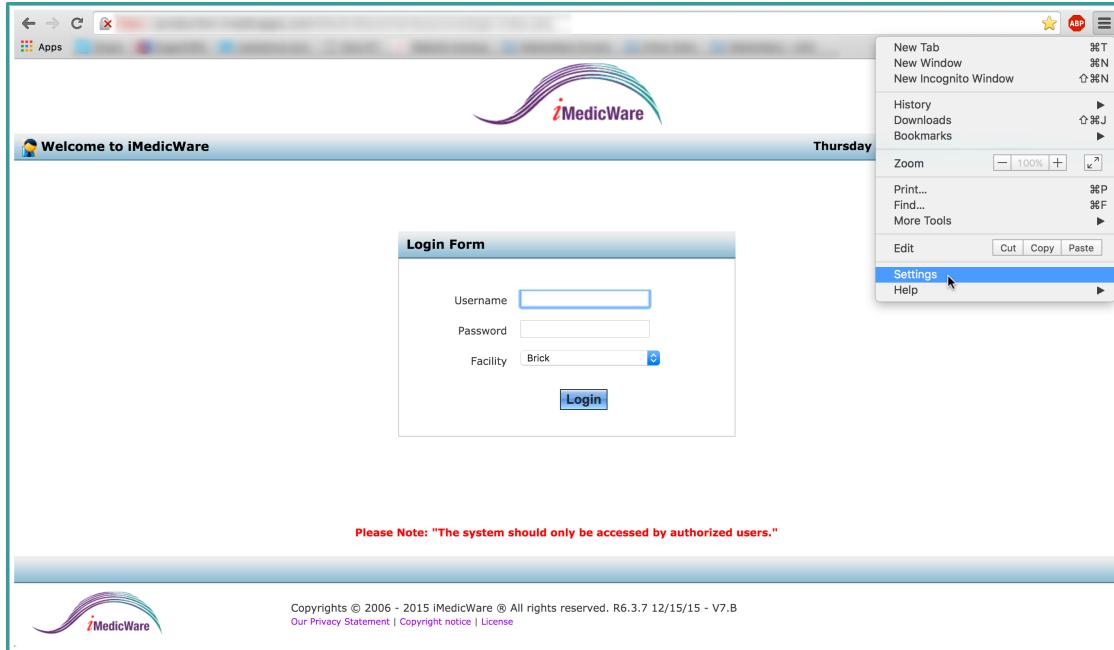 ABP
Apps
New Tab ⌘T
New Window ⌘N
New Incognito Window ⇧⌘N
History ▶
Downloads ⇧⌘J
Bookmarks ▶
Zoom − 100% +
Print... ⌘P
Find... ⌘F
More Tools ▶
Edit Cut Copy Paste
Settings
Help ▶
iMedicWare
Welcome to iMedicWare Thursday
Login Form
Username
Password
Facility Brick
Login
Please Note: "The system should only be accessed by authorized users."
iMedicWare
Copyrights © 2006 - 2015 iMedicWare ® All rights reserved. R6.3.7 12/15/15 - V7.B
Our Privacy Statement | Copyright notice | License